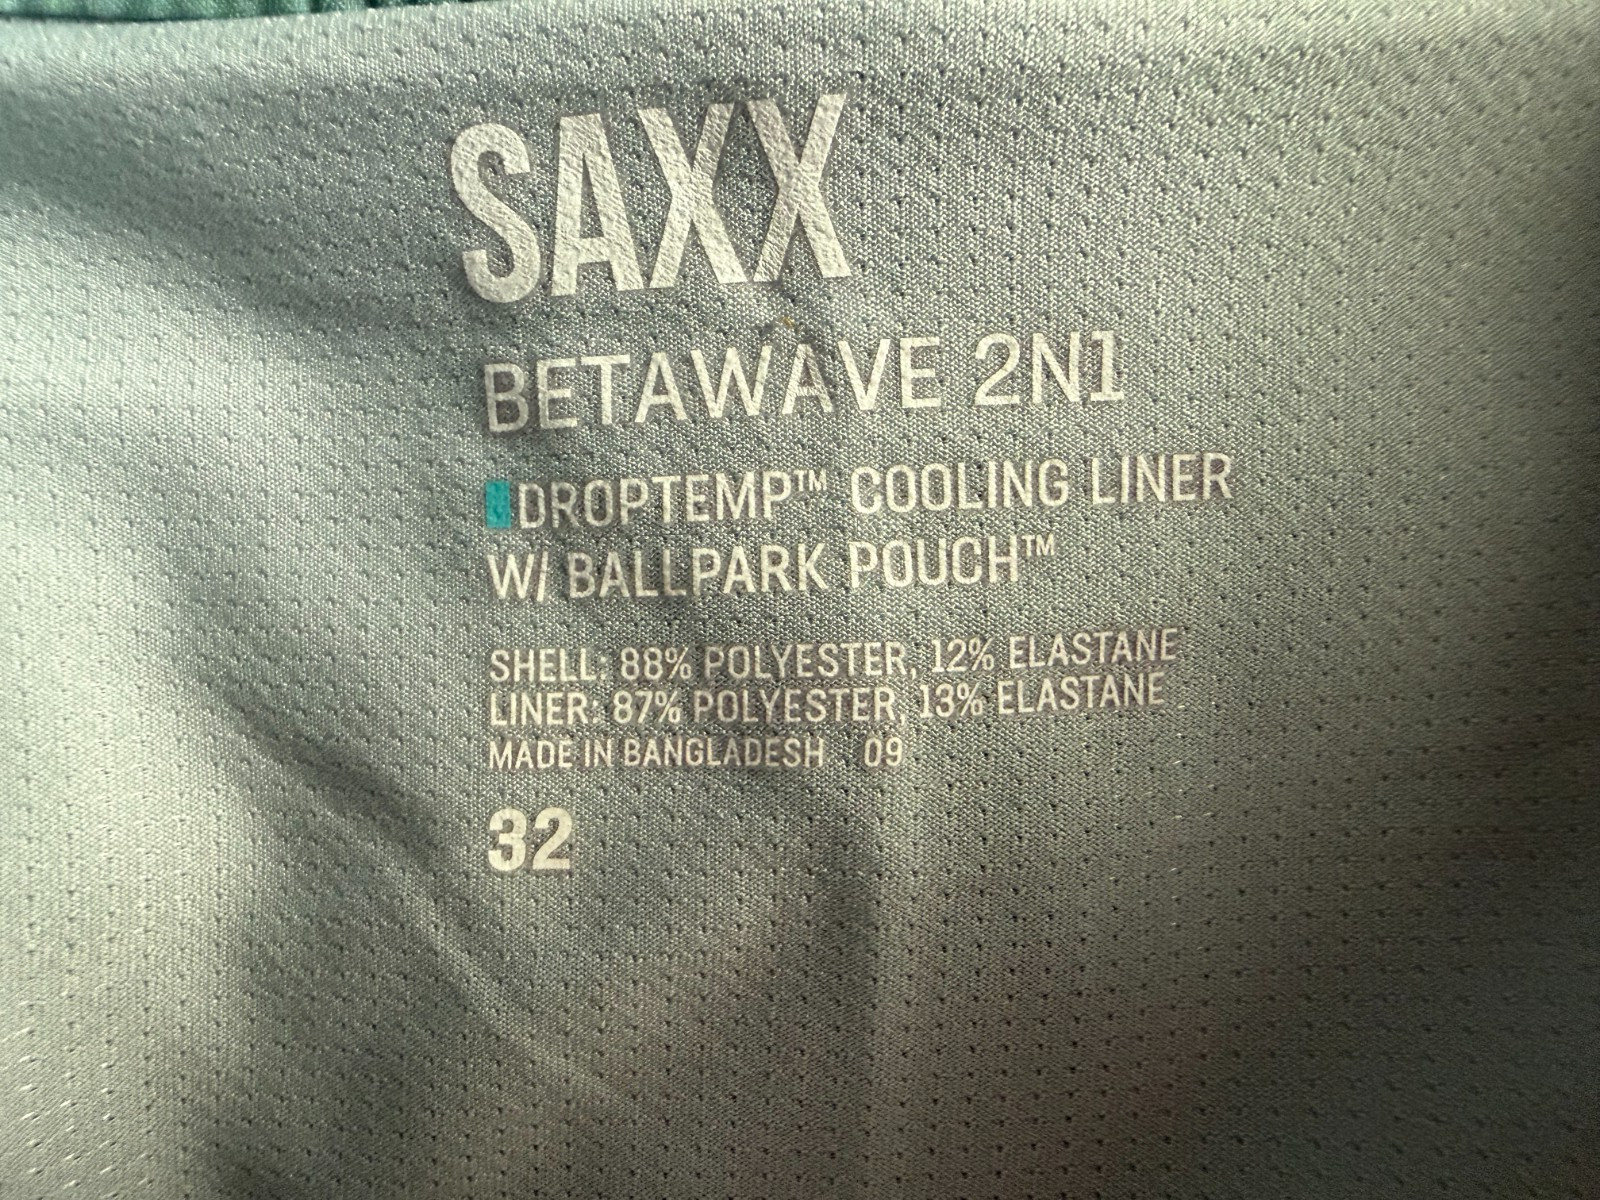 SAXX
BETAWAVE 2N1
DROPTEMP™ COOLING LINER
W/ BALLPARK POUCH™
SHELL: 88% POLYESTER, 12% ELASTANE
LINER: 87% POLYESTER, 13% ELASTANE
MADE IN BANGLADESH 09
32